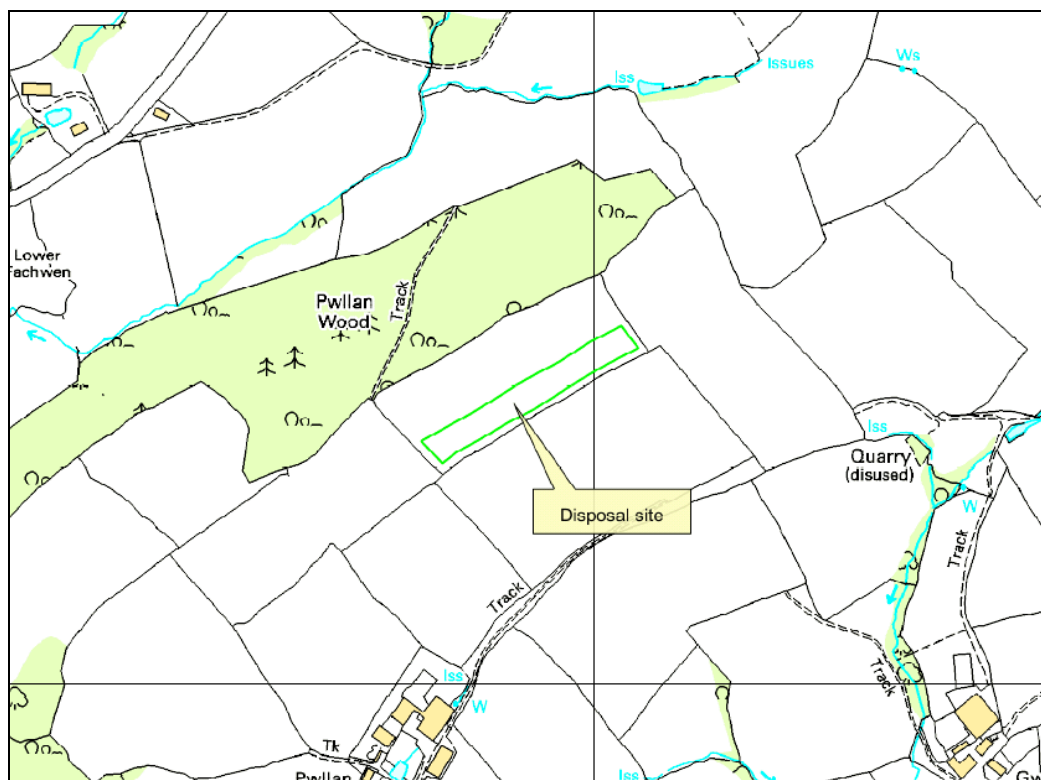 Ws
Iss
Issues
Lower
Fachwen
Pwllan
Wood
Track
Iss
Quarry
(disused)
Disposal site
W
Track
Track
Track
Iss
W
Tk
Pwllan
Iss
W
Gw